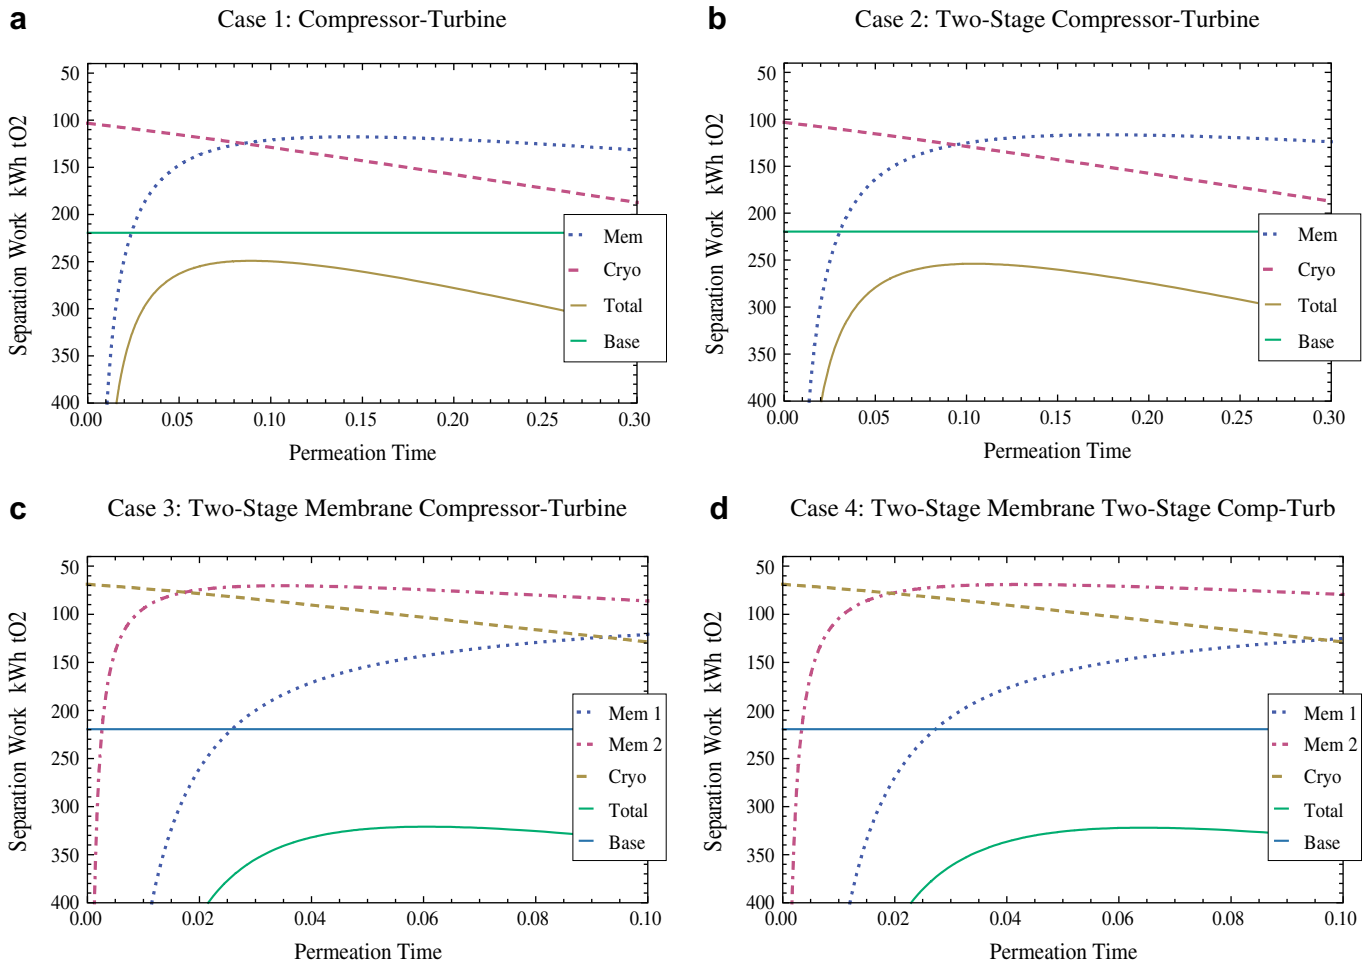 a Case 1: Compressor-Turbine
50
100
150
200
250
300
350
400
0.00 0.05 0.10 0.15 0.20 0.25 0.30
Separation Work kWh tO2
Permeation Time
Mem
Cryo
Total
Base
b Case 2: Two-Stage Compressor-Turbine
50
100
150
200
250
300
350
400
0.00 0.05 0.10 0.15 0.20 0.25 0.30
Separation Work kWh tO2
Permeation Time
Mem
Cryo
Total
Base
c Case 3: Two-Stage Membrane Compressor-Turbine
50
100
150
200
250
300
350
400
0.00 0.02 0.04 0.06 0.08 0.10
Separation Work kWh tO2
Permeation Time
Mem 1
Mem 2
Cryo
Total
Base
d Case 4: Two-Stage Membrane Two-Stage Comp-Turb
50
100
150
200
250
300
350
400
0.00 0.02 0.04 0.06 0.08 0.10
Separation Work kWh tO2
Permeation Time
Mem 1
Mem 2
Cryo
Total
Base